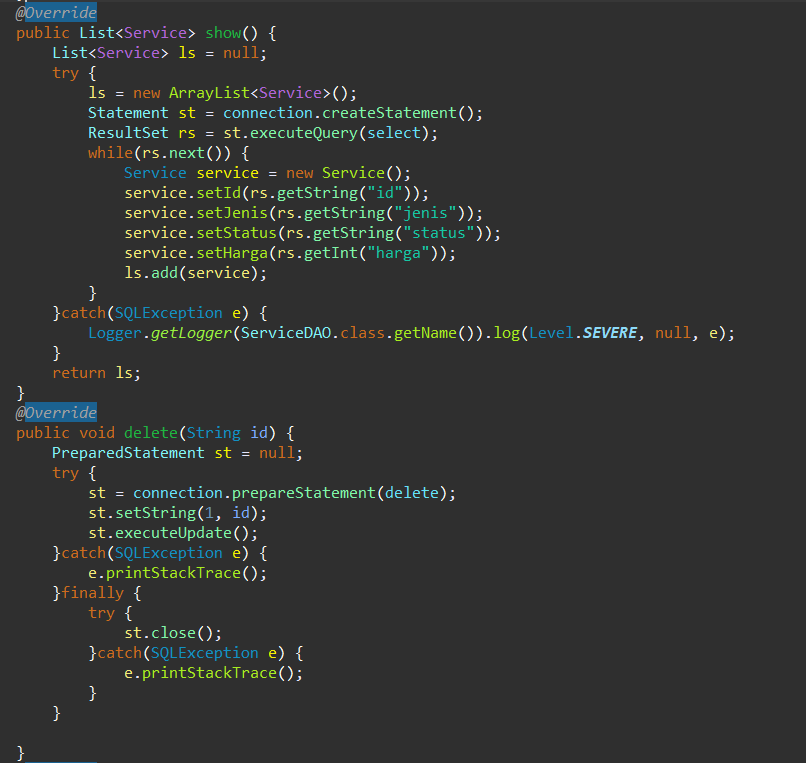 @Override
public List<Service> show() {
    List<Service> ls = null;
    try {
        ls = new ArrayList<Service>();
        Statement st = connection.createStatement();
        ResultSet rs = st.executeQuery(select);
        while(rs.next()) {
            Service service = new Service();
            service.setId(rs.getString("id"));
            service.setJenis(rs.getString("jenis"));
            service.setStatus(rs.getString("status"));
            service.setHarga(rs.getInt("harga"));
            ls.add(service);
        }
    }catch(SQLException e) {
        Logger.getLogger(ServiceDAO.class.getName()).log(Level.SEVERE, null, e);
    }
    return ls;
}
@Override
public void delete(String id) {
    PreparedStatement st = null;
    try {
        st = connection.prepareStatement(delete);
        st.setString(1, id);
        st.executeUpdate();
    }catch(SQLException e) {
        e.printStackTrace();
    }finally {
        try {
            st.close();
        }catch(SQLException e) {
            e.printStackTrace();
        }
    }

}